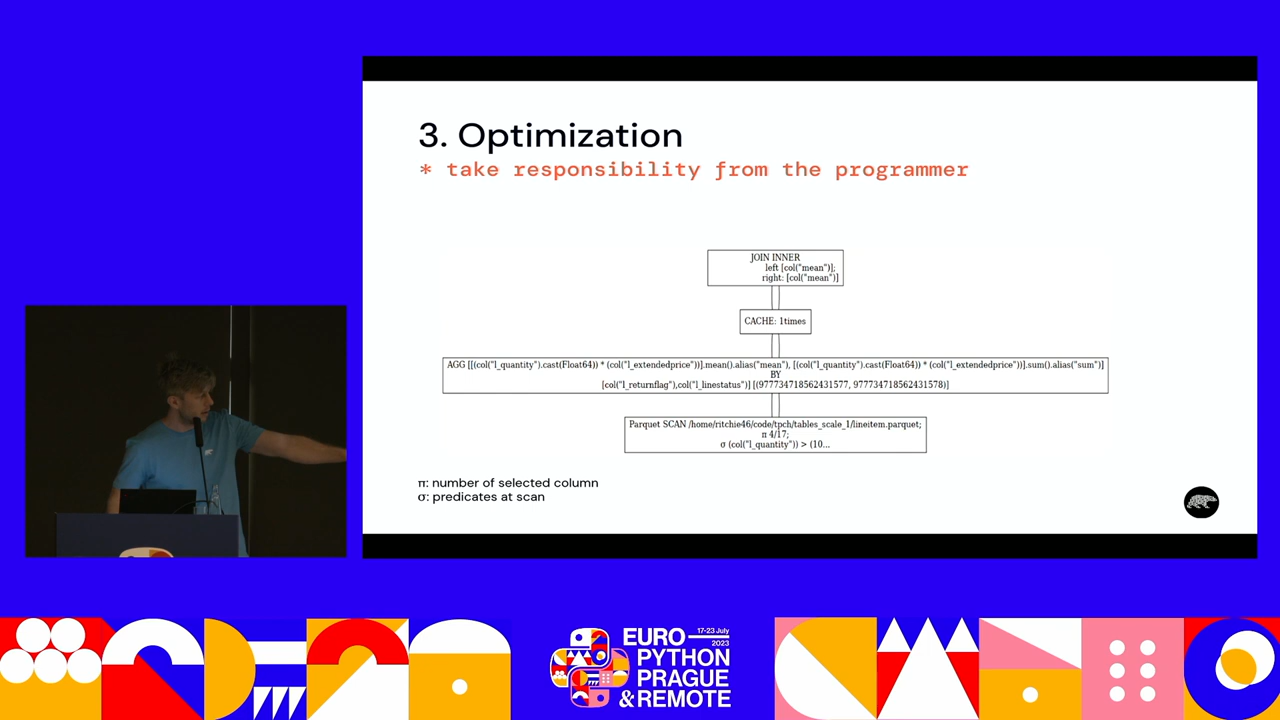 3. Optimization
* take responsibility from the programmer
JOIN INNER
left [col("mean")];
right: [col("mean")]
CACHE: 1times
AGG [[(col("l_quantity").cast(Float64)) * (col("l_extendedprice"))].mean().alias("mean"), [(col("l_quantity").cast(Float64)) * (col("l_extendedprice"))].sum().alias("sum")]
BY
[col("l_returnflag"),col("l_linestatus")] [(977734718562431577, 977734718562431578)]
Parquet SCAN /home/ritchie46/code/tpch/tables_scale_1/lineitem.parquet;
π 4/17;
σ (col("l_quantity")) > (10...
π: number of selected column
σ: predicates at scan
EURO 17-23 July
2023
PYTHON
PRAGUE
& REMOTE